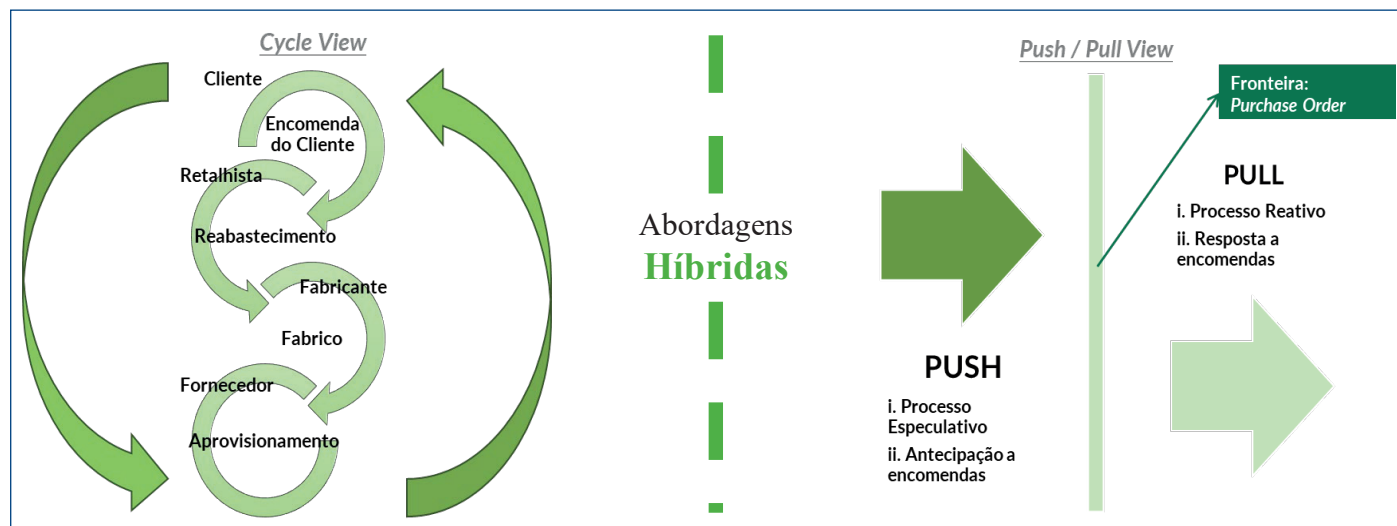 Cycle View
Cliente
Encomenda
do Cliente
Retalhista
Reabastecimento
Fabricante
Fabrico
Fornecedor
Aprovisionamento
Abordagens
Híbridas
Push / Pull View
Fronteira:
Purchase Order
PULL
i. Processo Reativo
ii. Resposta a
encomendas
PUSH
i. Processo
Especulativo
ii. Antecipação a
encomendas